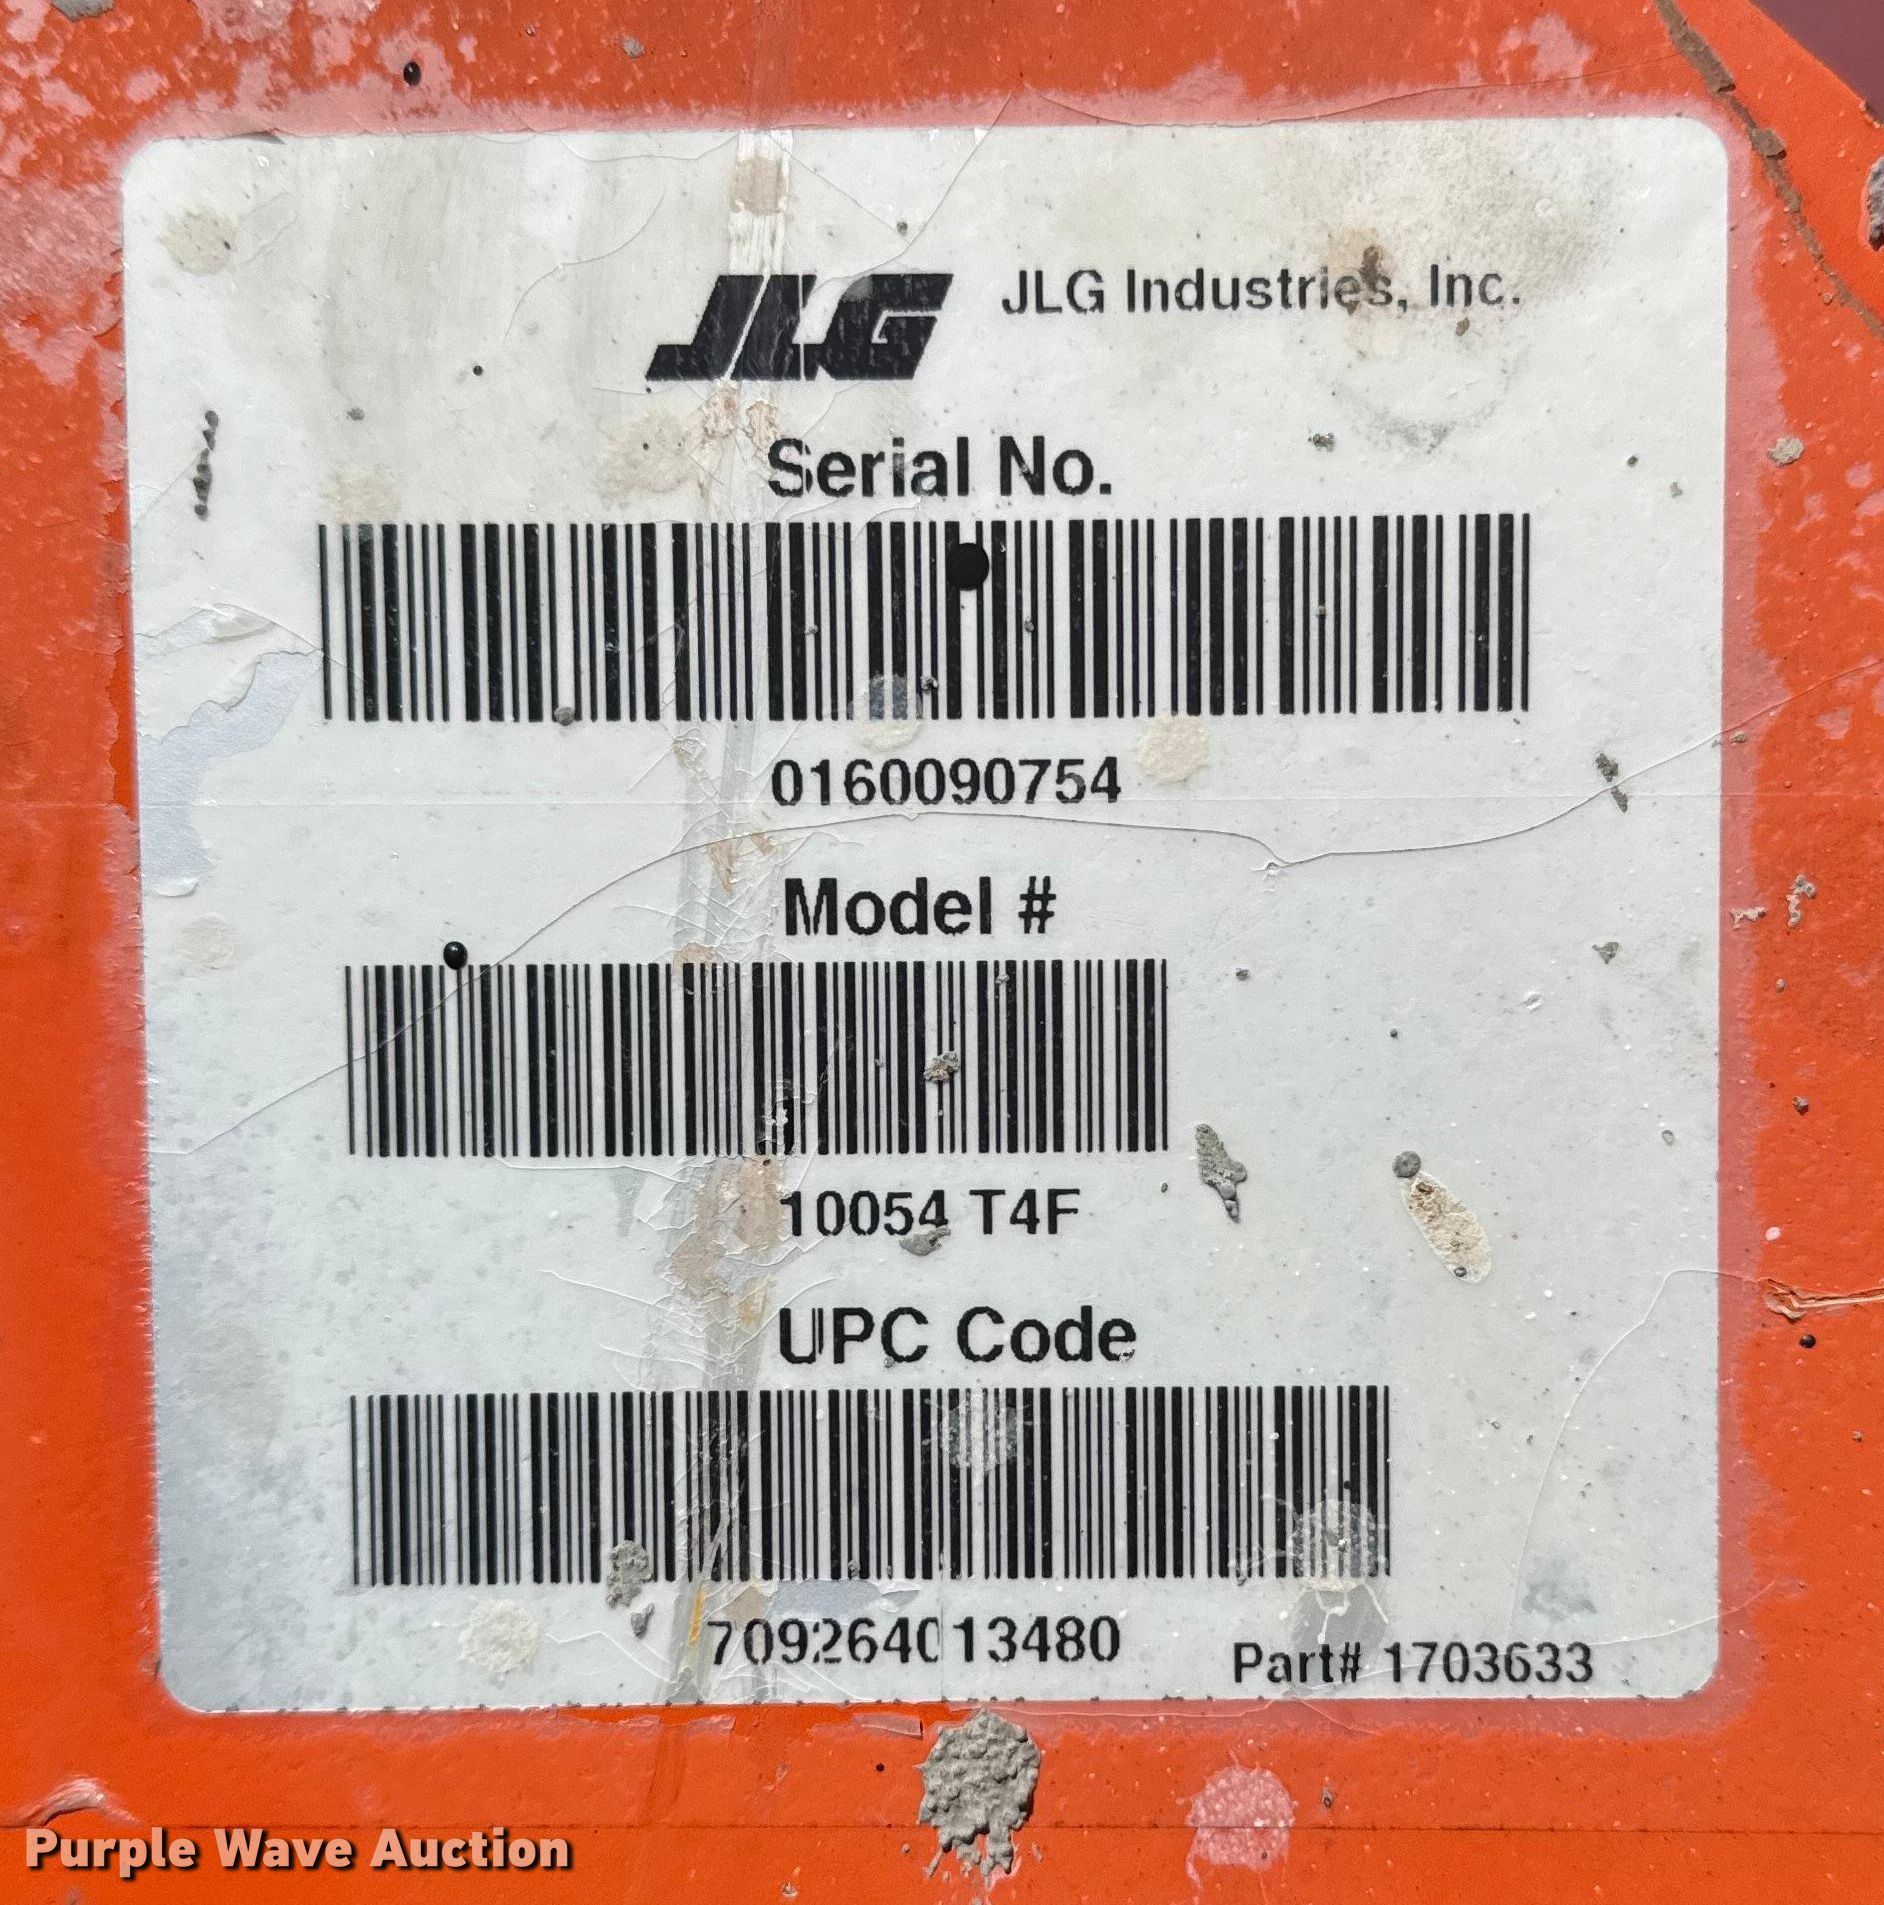 JLG JLG Industries, Inc.
Serial No.
0160090754
Model #
10054 T4F
UPC Code
709264013480
Part# 1703633
Purple Wave Auction